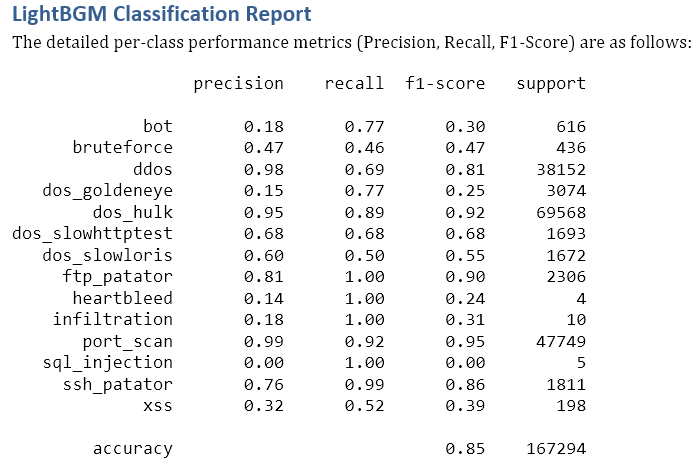 LightBGM Classification Report
The detailed per-class performance metrics (Precision, Recall, F1-Score) are as follows:
precision recall f1-score support
bot 0.18 0.77 0.30 616
bruteforce 0.47 0.46 0.47 436
ddos 0.98 0.69 0.81 38152
dos_goldeneye 0.15 0.77 0.25 3074
dos_hulk 0.95 0.89 0.92 69568
dos_slowhttptest 0.68 0.68 0.68 1693
dos_slowloris 0.60 0.50 0.55 1672
ftp_patator 0.81 1.00 0.90 2306
heartbleed 0.14 1.00 0.24 4
infiltration 0.18 1.00 0.31 10
port_scan 0.99 0.92 0.95 47749
sql_injection 0.00 1.00 0.00 5
ssh_patator 0.76 0.99 0.86 1811
xss 0.32 0.52 0.39 198
accuracy 0.85 167294